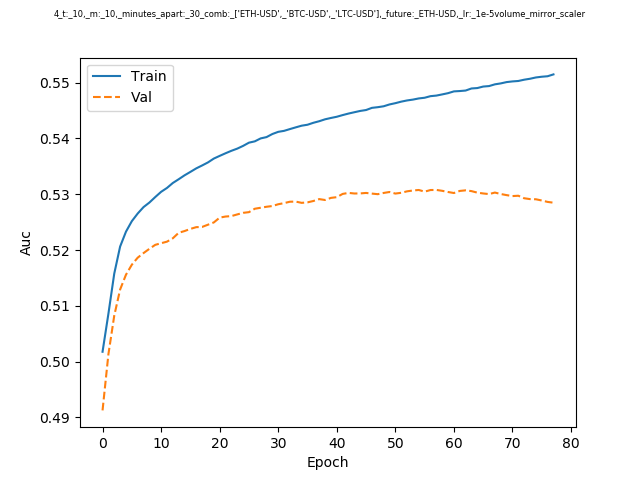 4_t:_10,_m:_10,_minutes_apart:_30_comb:_['ETH-USD',_'BTC-USD',_'LTC-USD'],_future:_ETH-USD,_lr:_1e-5volume_mirror_scaler
Train
Val
0.55
0.54
0.53
0.52
0.51
0.50
0.49
Auc
0 10 20 30 40 50 60 70 80
Epoch